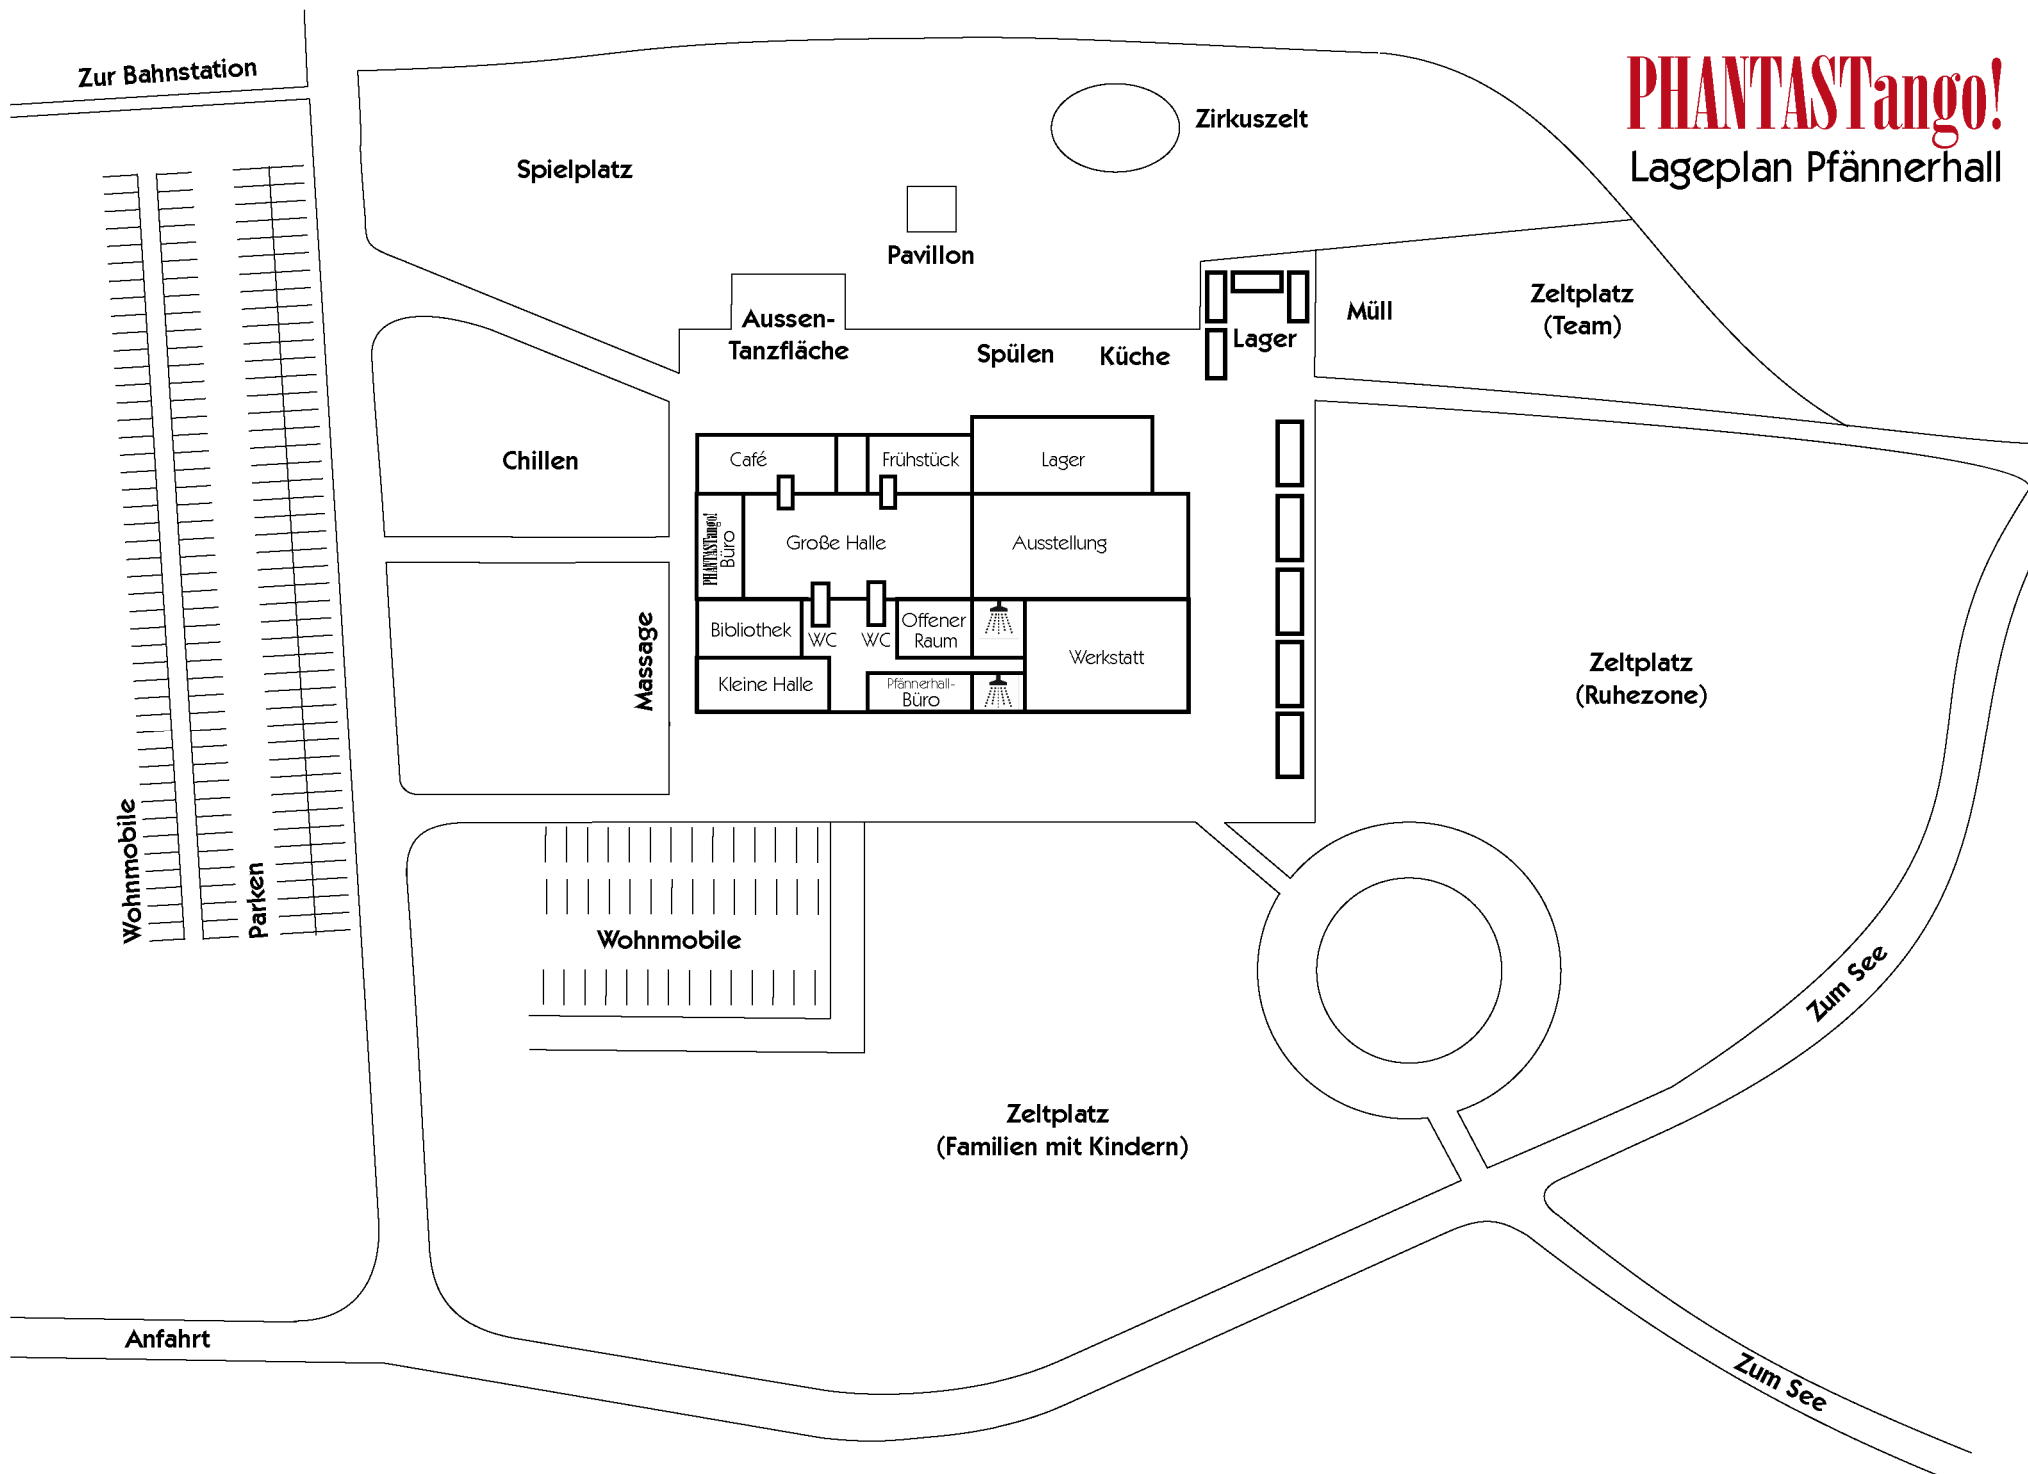 Zur Bahnstation
PHANTASTango!
Lageplan Pfännerhall
Zirkuszelt
Spielplatz
Pavillon
Zeltplatz
(Team)
Müll
Aussen-
Tanzfläche
Spülen
Küche
Lager
Chillen
Café
Frühstück
Lager
PHANTASTango!
Büro
Große Halle
Ausstellung
Massage
Bibliothek
WC
WC
Offener
Raum
Werkstatt
Kleine Halle
Pfännerhall-
Büro
Zeltplatz
(Ruhezone)
Wohnmobile
Parken
Wohnmobile
Zum See
Zeltplatz
(Familien mit Kindern)
Anfahrt
Zum See